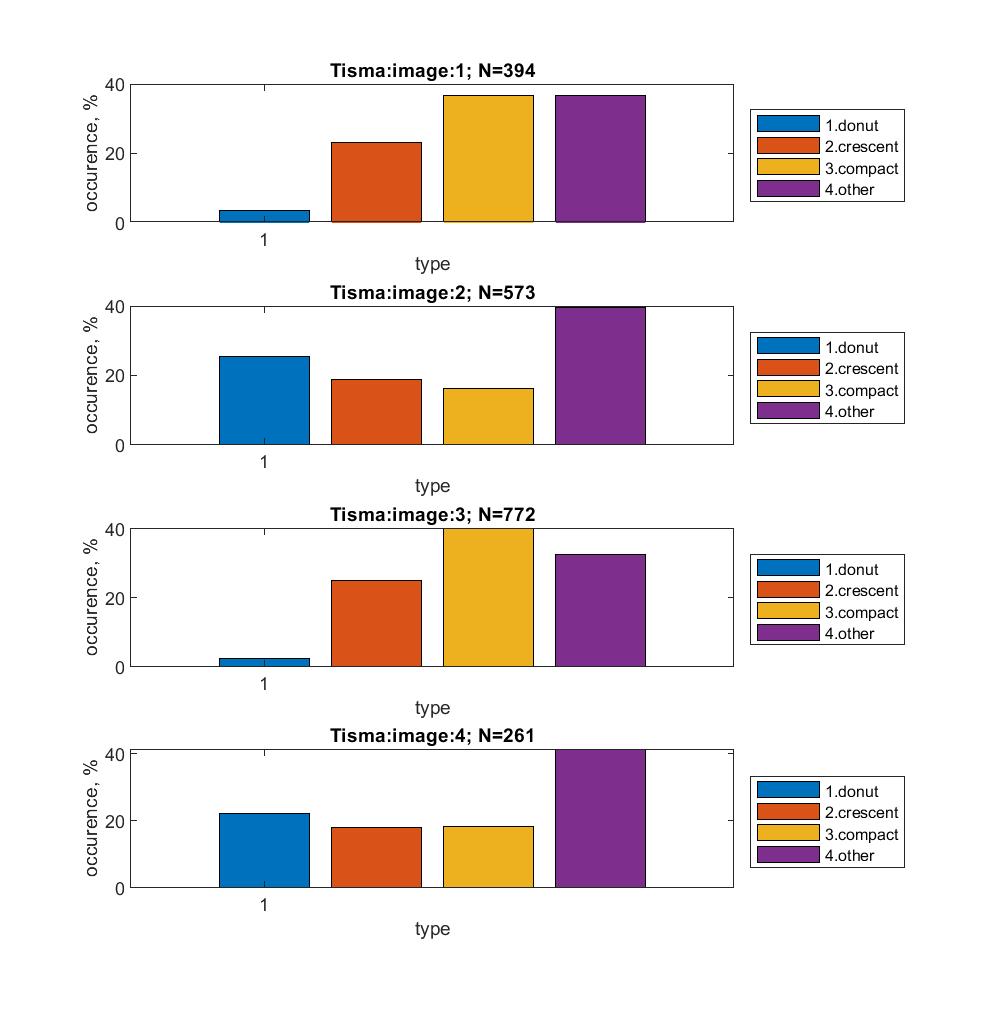 Tisma:image:1; N=394
40
20
0
occurence, %
1
type
1.donut
2.crescent
3.compact
4.other
Tisma:image:2; N=573
40
20
0
occurence, %
1
type
1.donut
2.crescent
3.compact
4.other
Tisma:image:3; N=772
40
20
0
occurence, %
1
type
1.donut
2.crescent
3.compact
4.other
Tisma:image:4; N=261
40
20
0
occurence, %
1
type
1.donut
2.crescent
3.compact
4.other